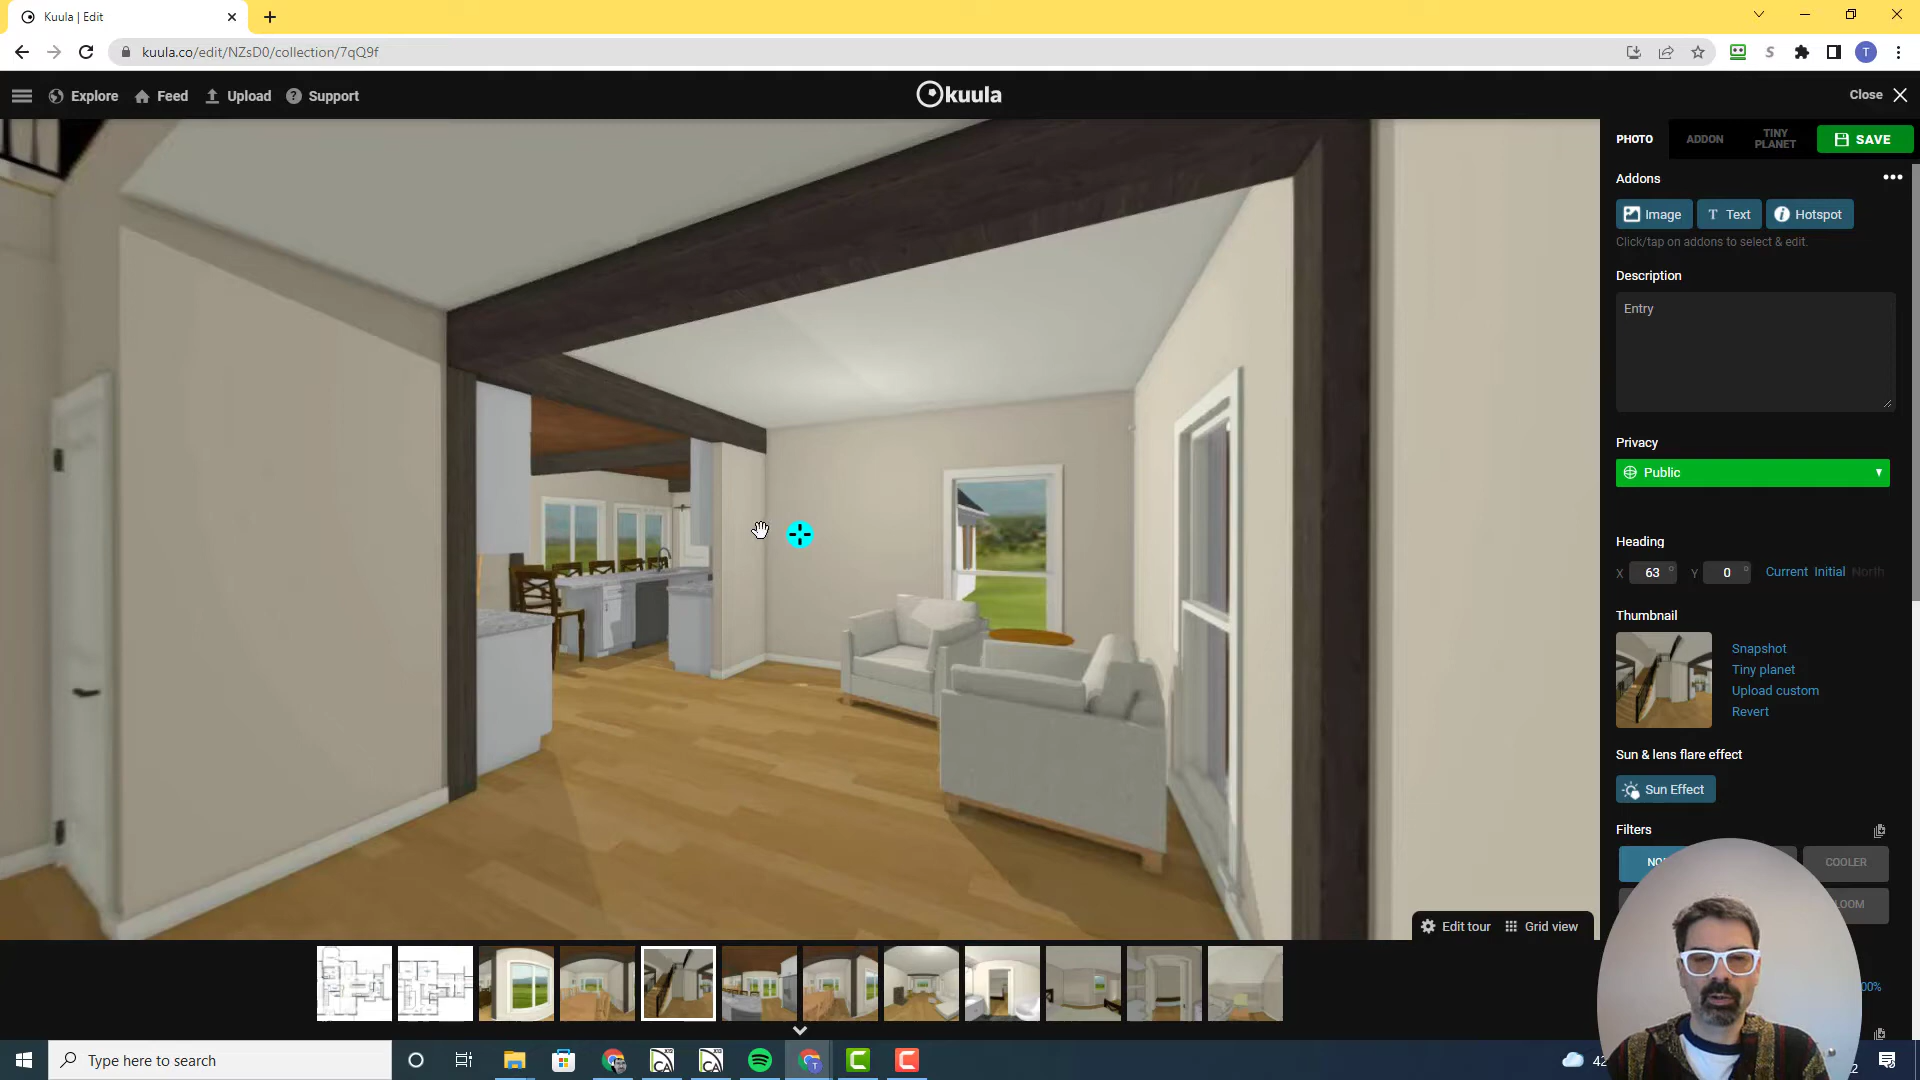 Kuula | Edit
kuula.co/edit/NZsD0/collection/7qQ9f
T
Explore
Feed
Upload
Support
kuula
Close
PHOTO
ADDON
TINY
PLANET
SAVE
Addons
Image
Text
Hotspot
Click/tap on addons to select & edit.
Description
Entry
Privacy
Public
Heading
X 63 ° Y 0 ° Current Initial North
Thumbnail
Snapshot
Tiny planet
Upload custom
Revert
Sun & lens flare effect
Sun Effect
Filters
COOLER
Edit tour
Grid view
Type here to search